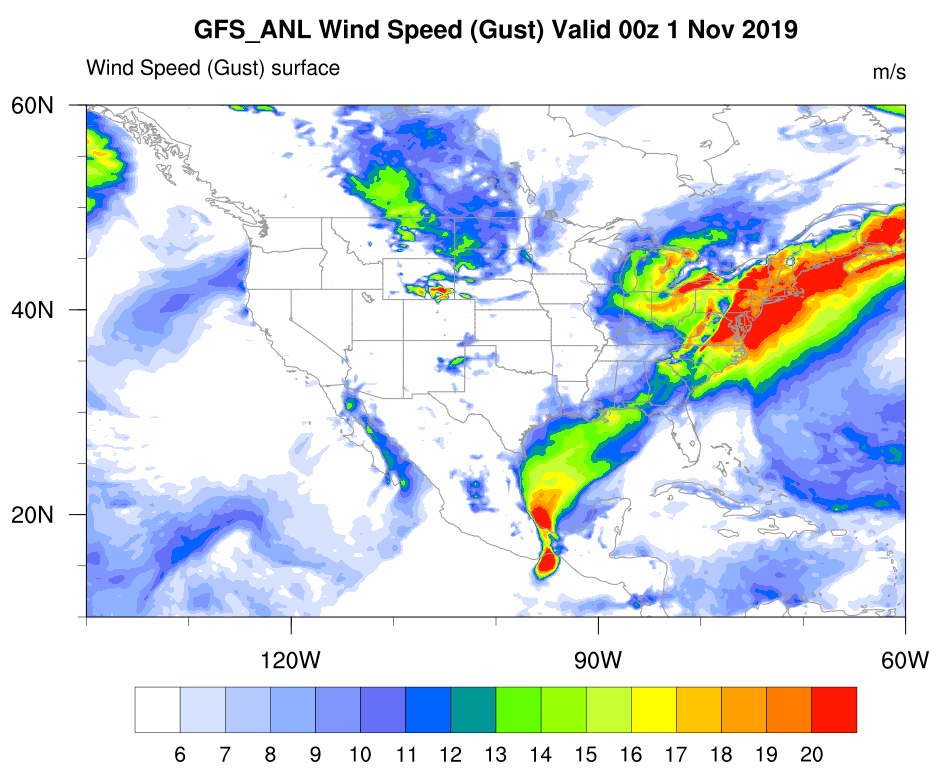 GFS_ANL Wind Speed (Gust) Valid 00z 1 Nov 2019
Wind Speed (Gust) surface
m/s
60N
40N
20N
120W 90W 60W
6 7 8 9 10 11 12 13 14 15 16 17 18 19 20